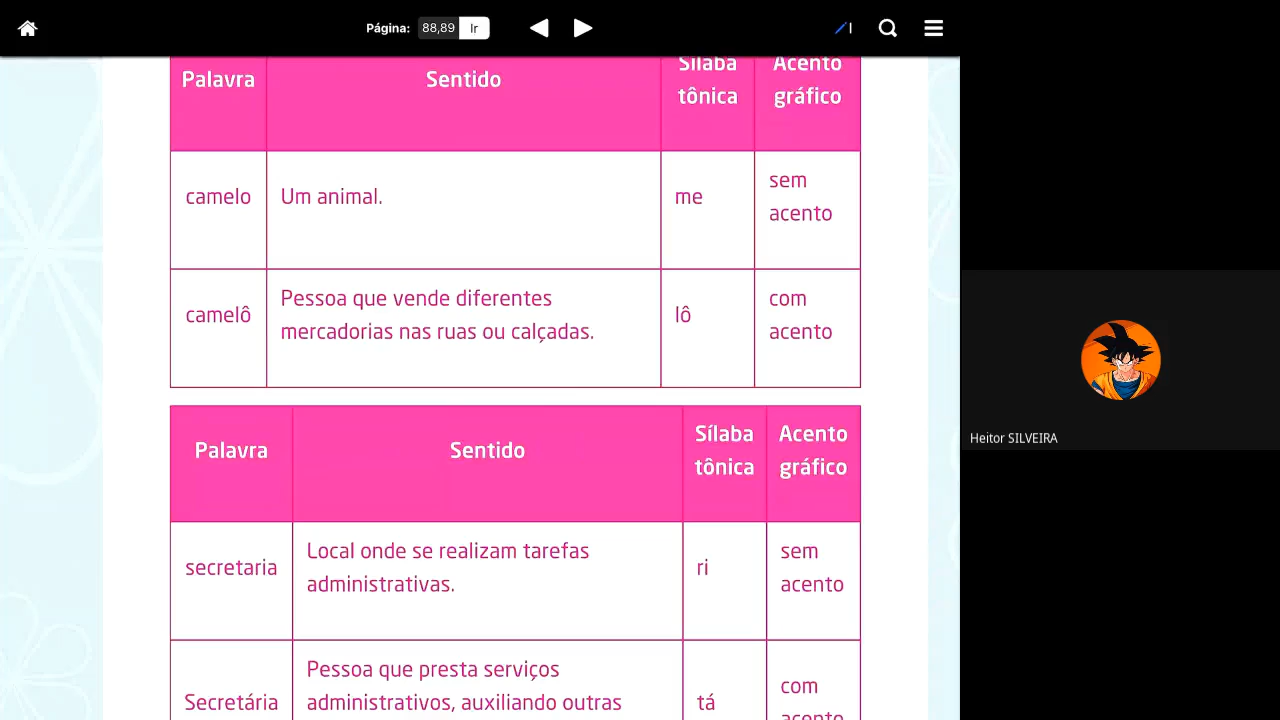 Página: 88,89 Ir
Palavra Sentido Sílaba tônica Acento gráfico
camelo Um animal. me sem acento
camelô Pessoa que vende diferentes mercadorias nas ruas ou calçadas. lô com acento
Palavra Sentido Sílaba tônica Acento gráfico
secretaria Local onde se realizam tarefas administrativas. ri sem acento
Secretária Pessoa que presta serviços administrativos, auxiliando outras tá com acento
Heitor SILVEIRA